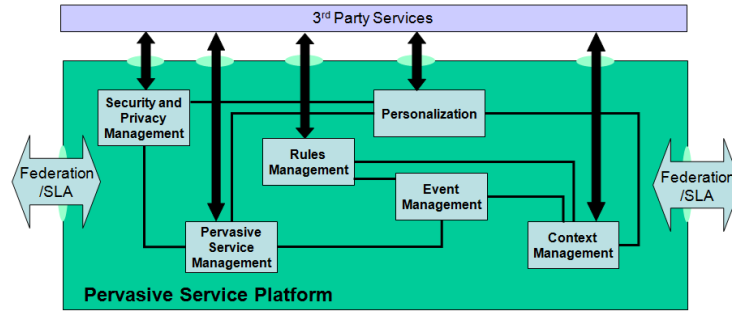 3rd Party Services
Security and
Privacy
Management
Personalization
Rules
Management
Federation
/SLA
Event
Management
Federation
/SLA
Pervasive
Service
Management
Context
Management
Pervasive Service Platform